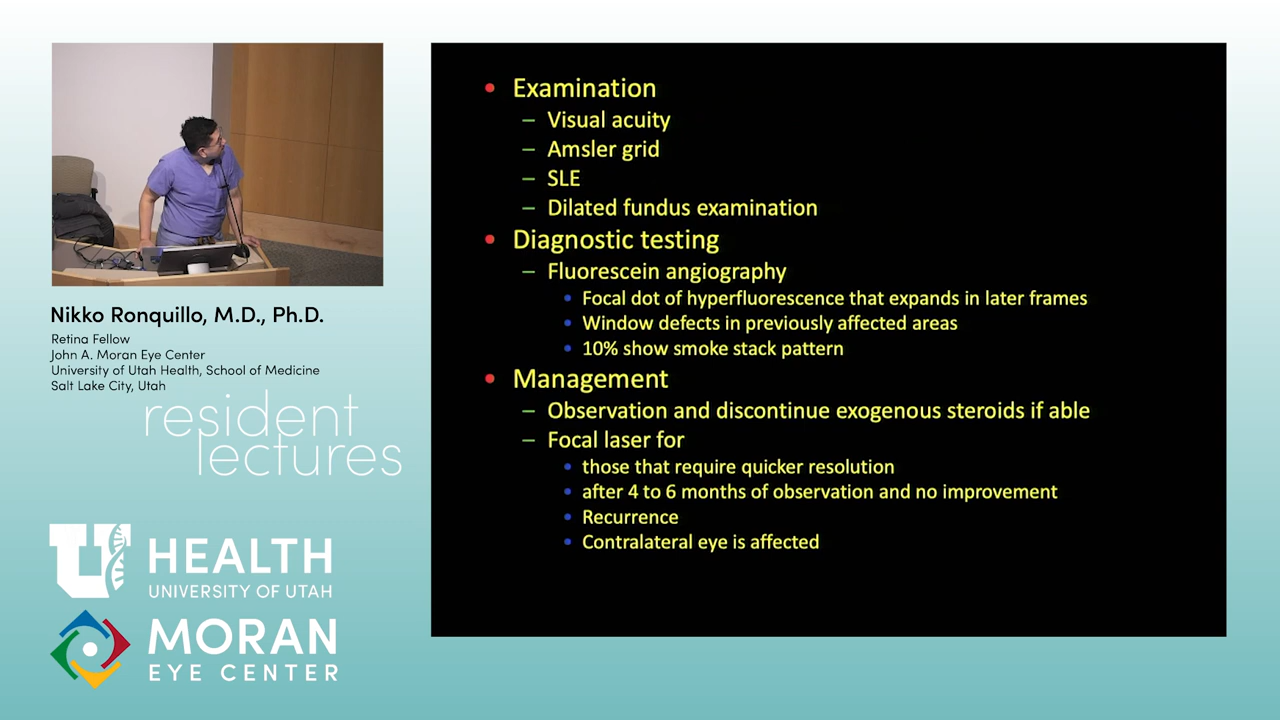 Nikko Ronquillo, M.D., Ph.D.
Retina Fellow
John A. Moran Eye Center
University of Utah Health, School of Medicine
Salt Lake City, Utah
resident
lectures
U HEALTH
UNIVERSITY OF UTAH
MORAN
EYE CENTER
• Examination
– Visual acuity
– Amsler grid
– SLE
– Dilated fundus examination
• Diagnostic testing
– Fluorescein angiography
• Focal dot of hyperfluorescence that expands in later frames
• Window defects in previously affected areas
• 10% show smoke stack pattern
• Management
– Observation and discontinue exogenous steroids if able
– Focal laser for
• those that require quicker resolution
• after 4 to 6 months of observation and no improvement
• Recurrence
• Contralateral eye is affected